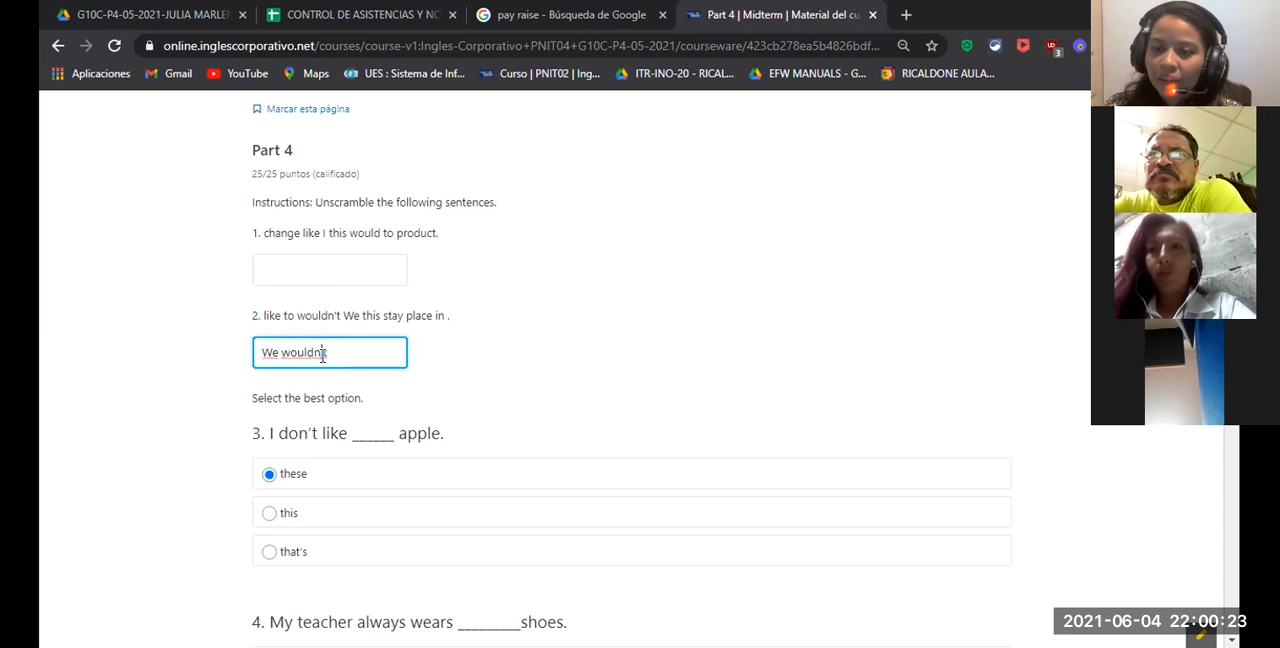 G10C-P4-05-2021-JULIA MARLEN
CONTROL DE ASISTENCIAS Y NO
pay raise - Búsqueda de Google
Part 4 | Midterm | Material del cu
online.inglescorporativo.net/courses/course-v1:Ingles-Corporativo+PNIT04+G10C-P4-05-2021/courseware/423cb278ea5b4826bdf...
3
Aplicaciones
Gmail
YouTube
Maps
UES : Sistema de Inf...
Curso | PNIT02 | Ing...
ITR-INO-20 - RICAL...
EFW MANUALS - G...
RICALDONE AULA...
Marcar esta página
Part 4
25/25 puntos (calificado)
Instructions: Unscramble the following sentences.
1. change like I this would to product.
2. like to wouldn't We this stay place in .
We wouldn't
Select the best option.
3. I don't like ______ apple.
these
this
that's
4. My teacher always wears _________shoes.
2021-06-04 22:00:23